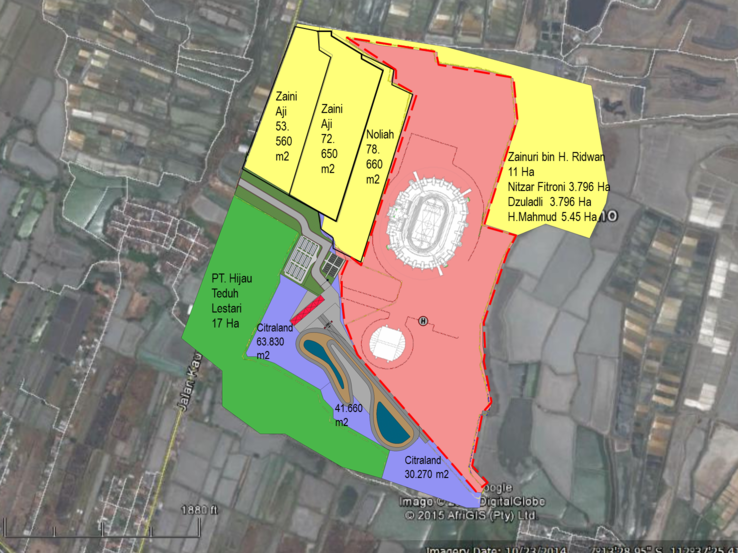 Zaini
Aji
53.
560
m2
Zaini
Aji
72.
650
m2
Noliah
78.
660
m2
Zainuri bin H. Ridwan
11 Ha
Nitzar Fitroni 3.796 Ha
Dzuladli 3.796 Ha
H.Mahmud 5.45 Ha
10
PT. Hijau
Teduh
Lestari
17 Ha
Citraland
63.830
m2
H
41.660
m2
Citraland
30.270 m2
Jalan Kau
1880 ft
Image ©
DigitalGlobe
© 2015 AfriGIS (Pty) Ltd.
Imagery Date: 10/23/2014